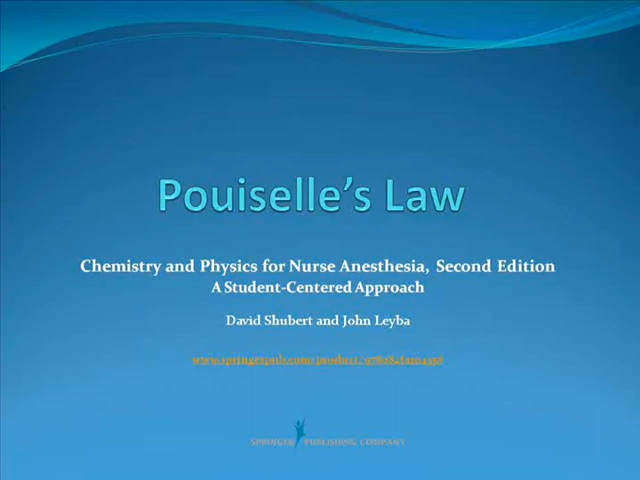 Pouiselle's Law
Chemistry and Physics for Nurse Anesthesia, Second Edition
A Student-Centered Approach
David Shubert and John Leyba
SPRINGER PUBLISHING COMPANY